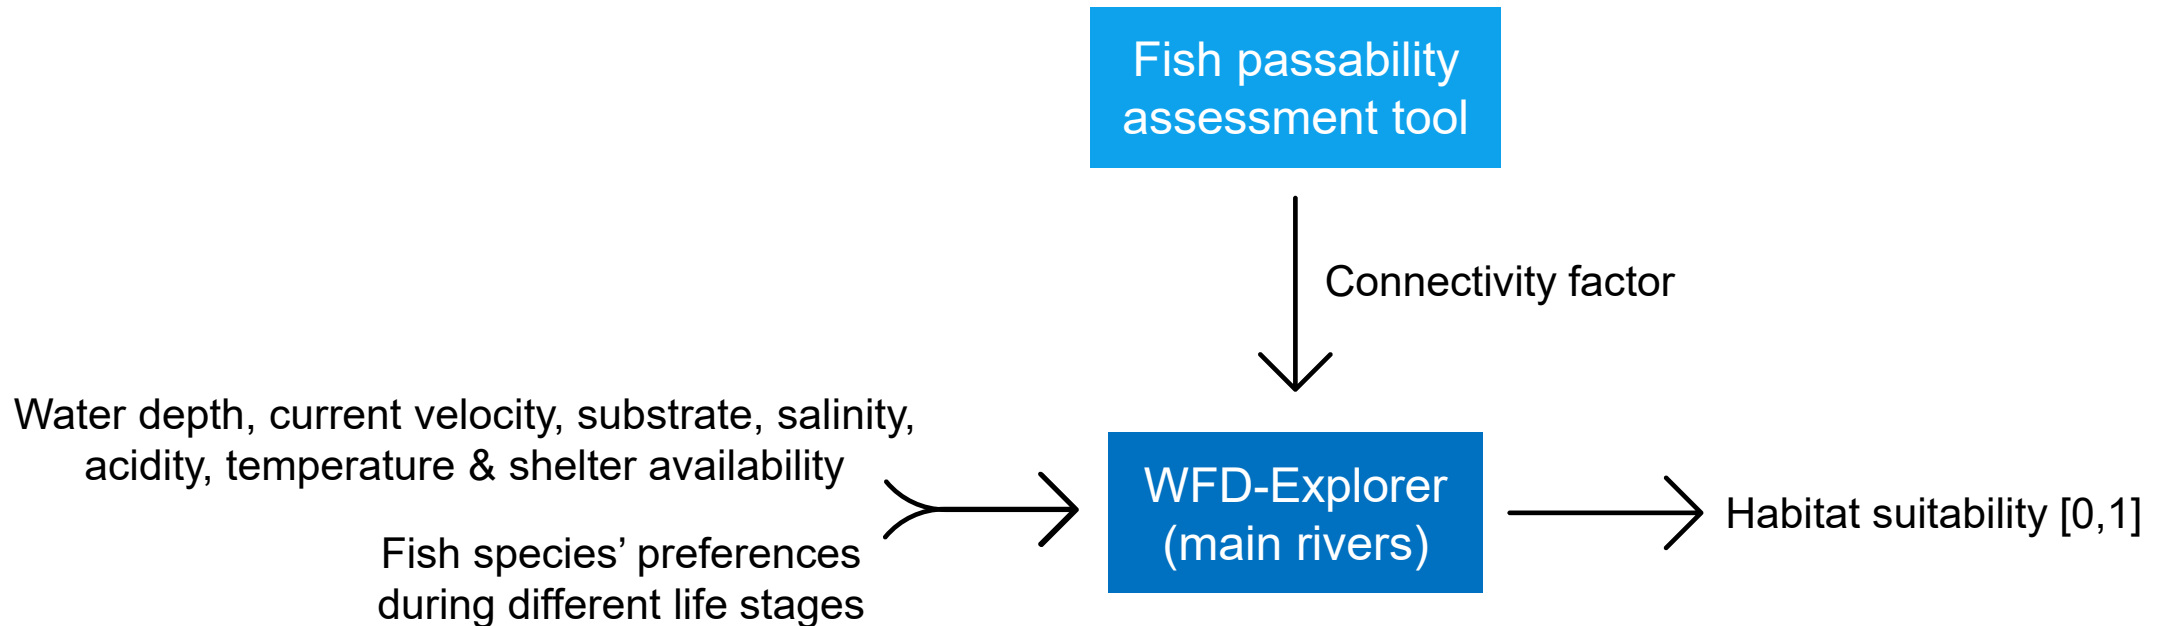 Fish passability
assessment tool
Connectivity factor
Water depth, current velocity, substrate, salinity,
acidity, temperature & shelter availability
Fish species’ preferences
during different life stages
WFD-Explorer
(main rivers)
Habitat suitability [0,1]